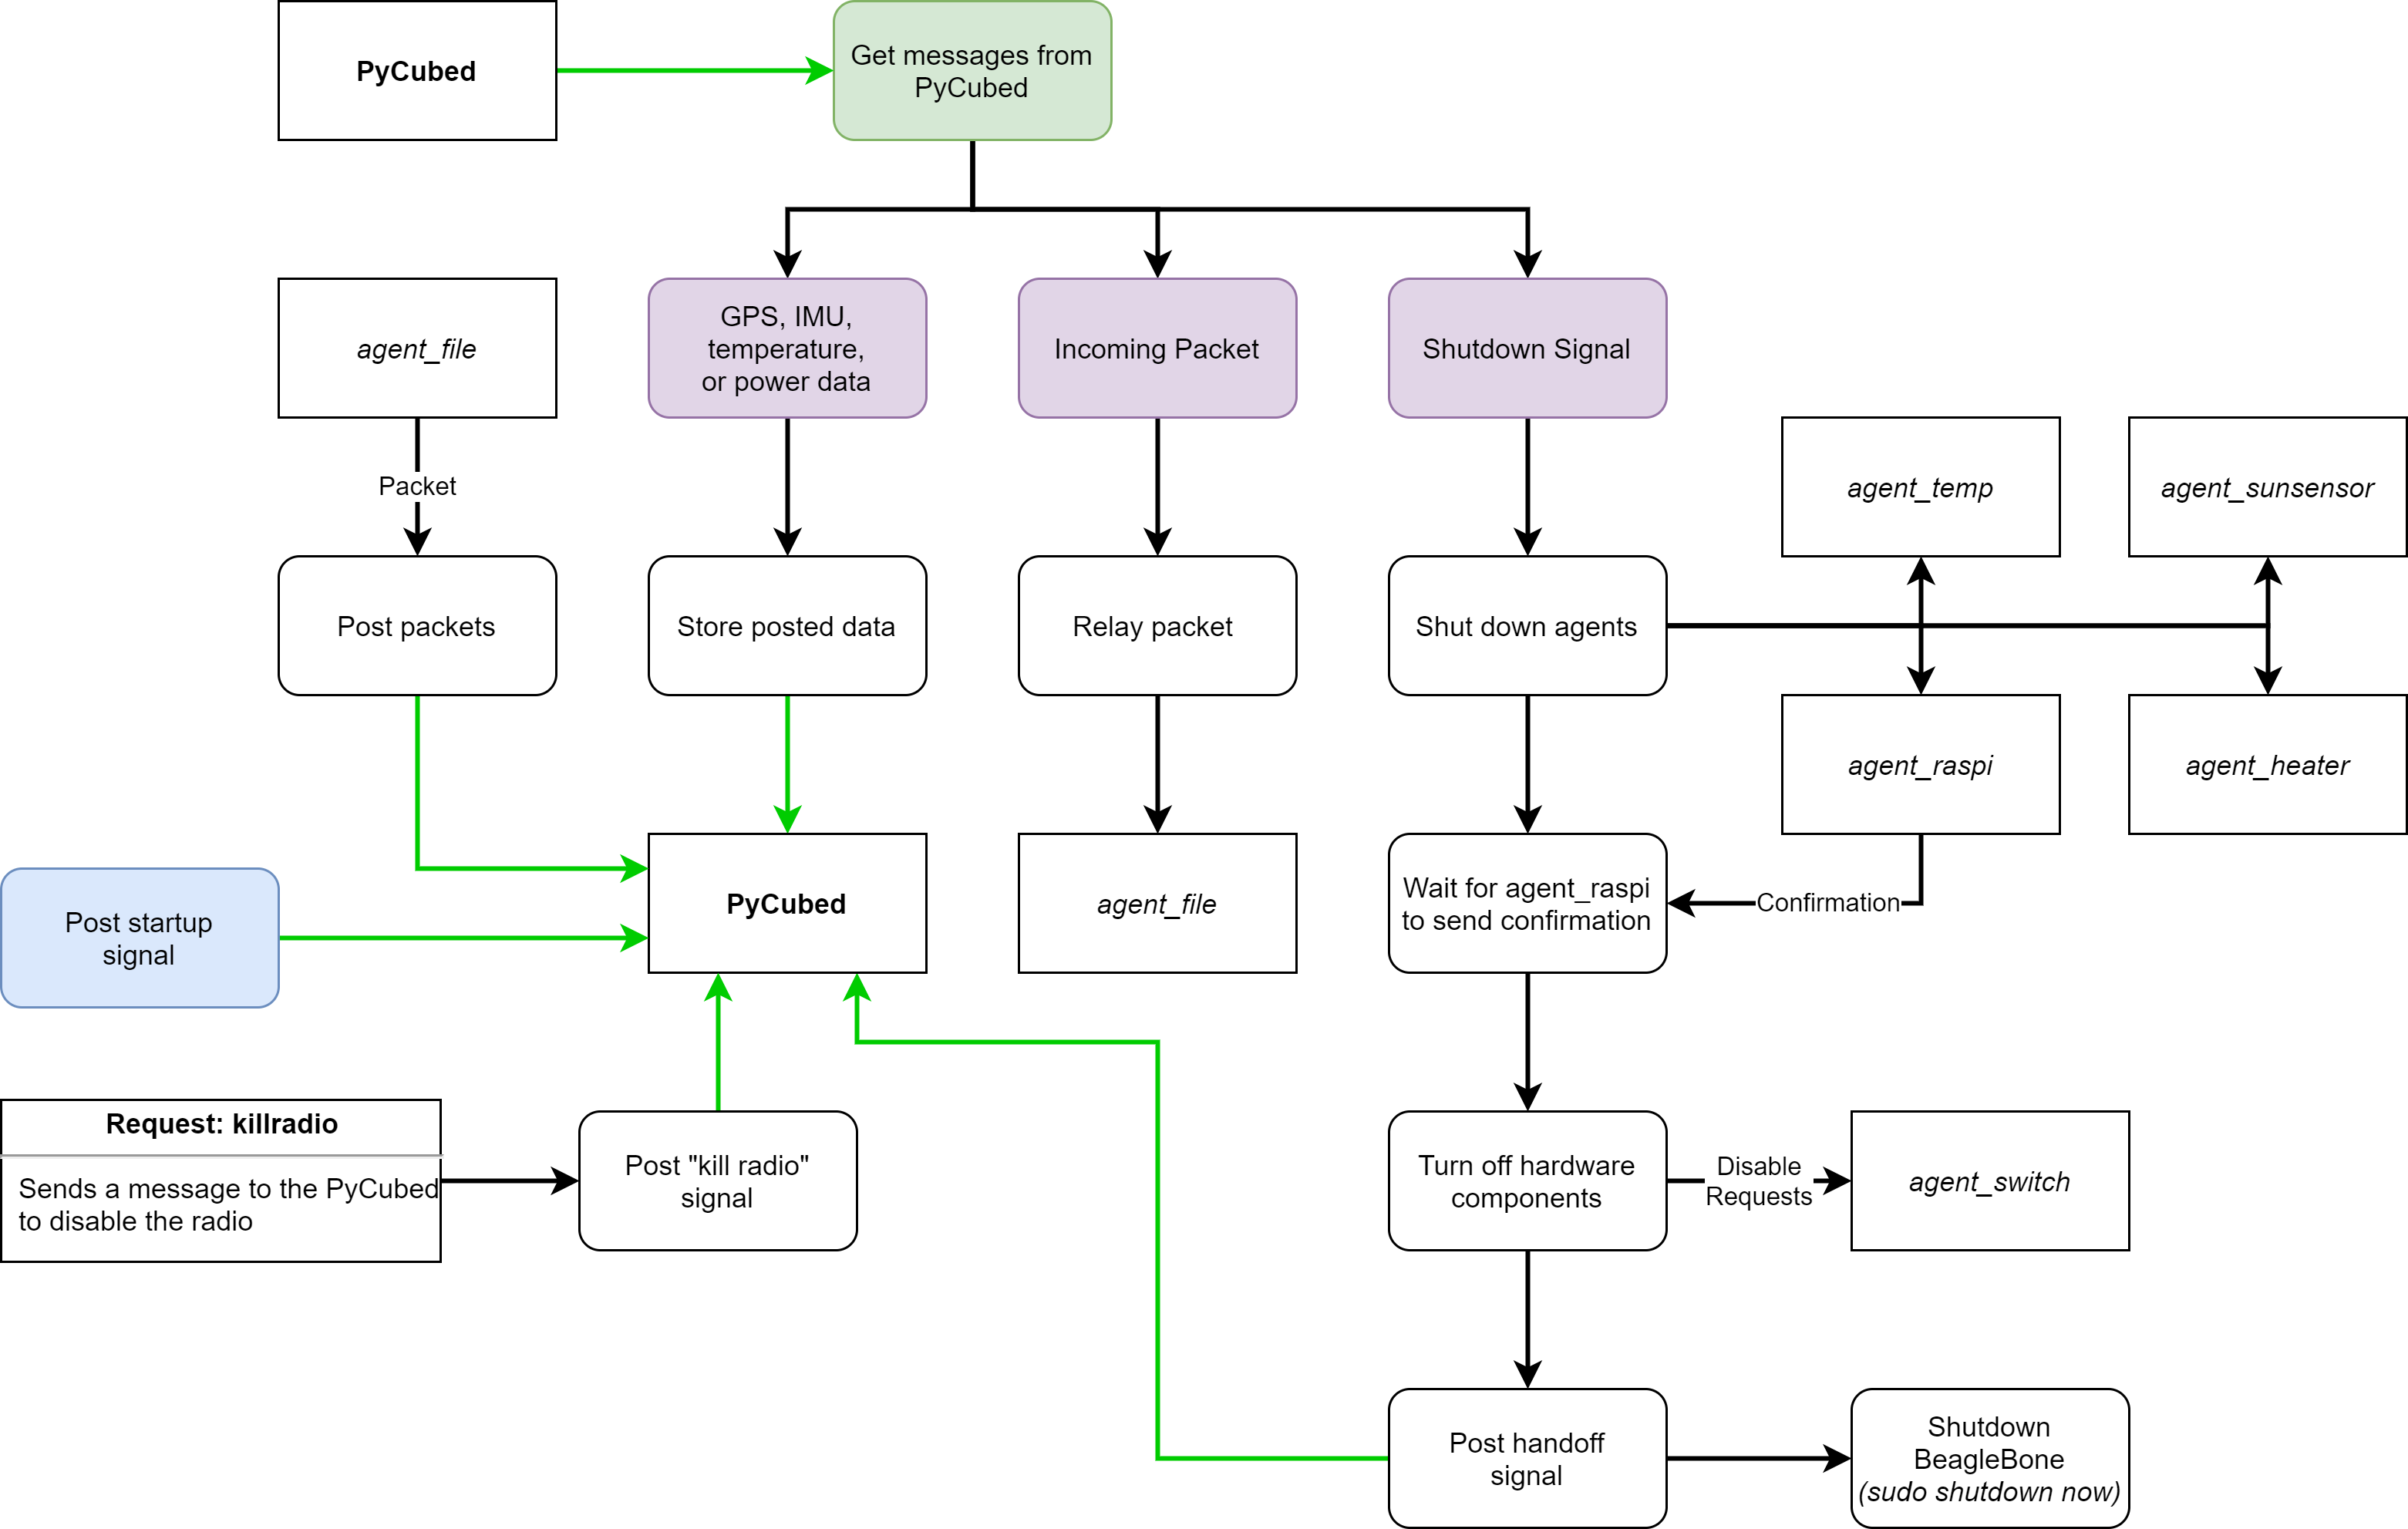 PyCubed
Get messages from
PyCubed
agent_file
GPS, IMU,
temperature,
or power data
Incoming Packet
Shutdown Signal
Packet
agent_temp
agent_sunsensor
Post packets
Store posted data
Relay packet
Shut down agents
agent_raspi
agent_heater
Post startup
signal
PyCubed
agent_file
Wait for agent_raspi
to send confirmation
Confirmation
Request: killradio
Sends a message to the PyCubed
to disable the radio
Post "kill radio"
signal
Turn off hardware
components
Disable
Requests
agent_switch
Post handoff
signal
Shutdown
BeagleBone
(sudo shutdown now)